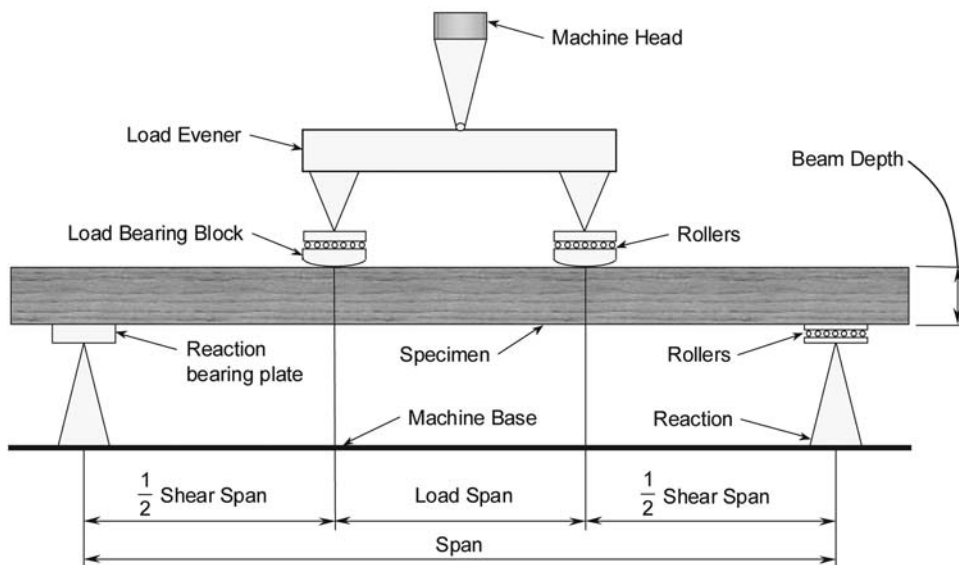 Machine Head
Load Evener
Beam Depth
Load Bearing Block
Rollers
Reaction
bearing plate
Specimen
Rollers
Machine Base
Reaction
1/2 Shear Span
Load Span
1/2 Shear Span
Span